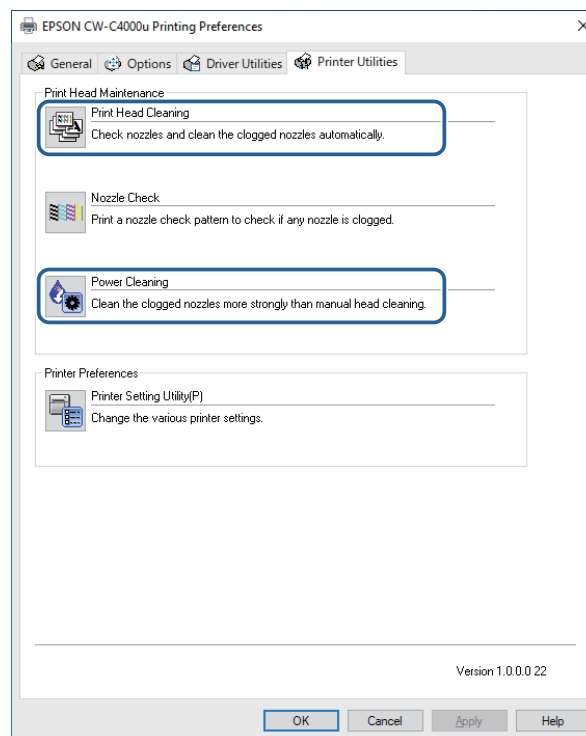 EPSON CW-C4000u Printing Preferences
General Options Driver Utilities Printer Utilities
Print Head Maintenance
Print Head Cleaning
Check nozzles and clean the clogged nozzles automatically.
Nozzle Check
Print a nozzle check pattern to check if any nozzle is clogged.
Power Cleaning
Clean the clogged nozzles more strongly than manual head cleaning.
Printer Preferences
Printer Setting Utility(P)
Change the various printer settings.
Version 1.0.0.0 22
OK Cancel Apply Help